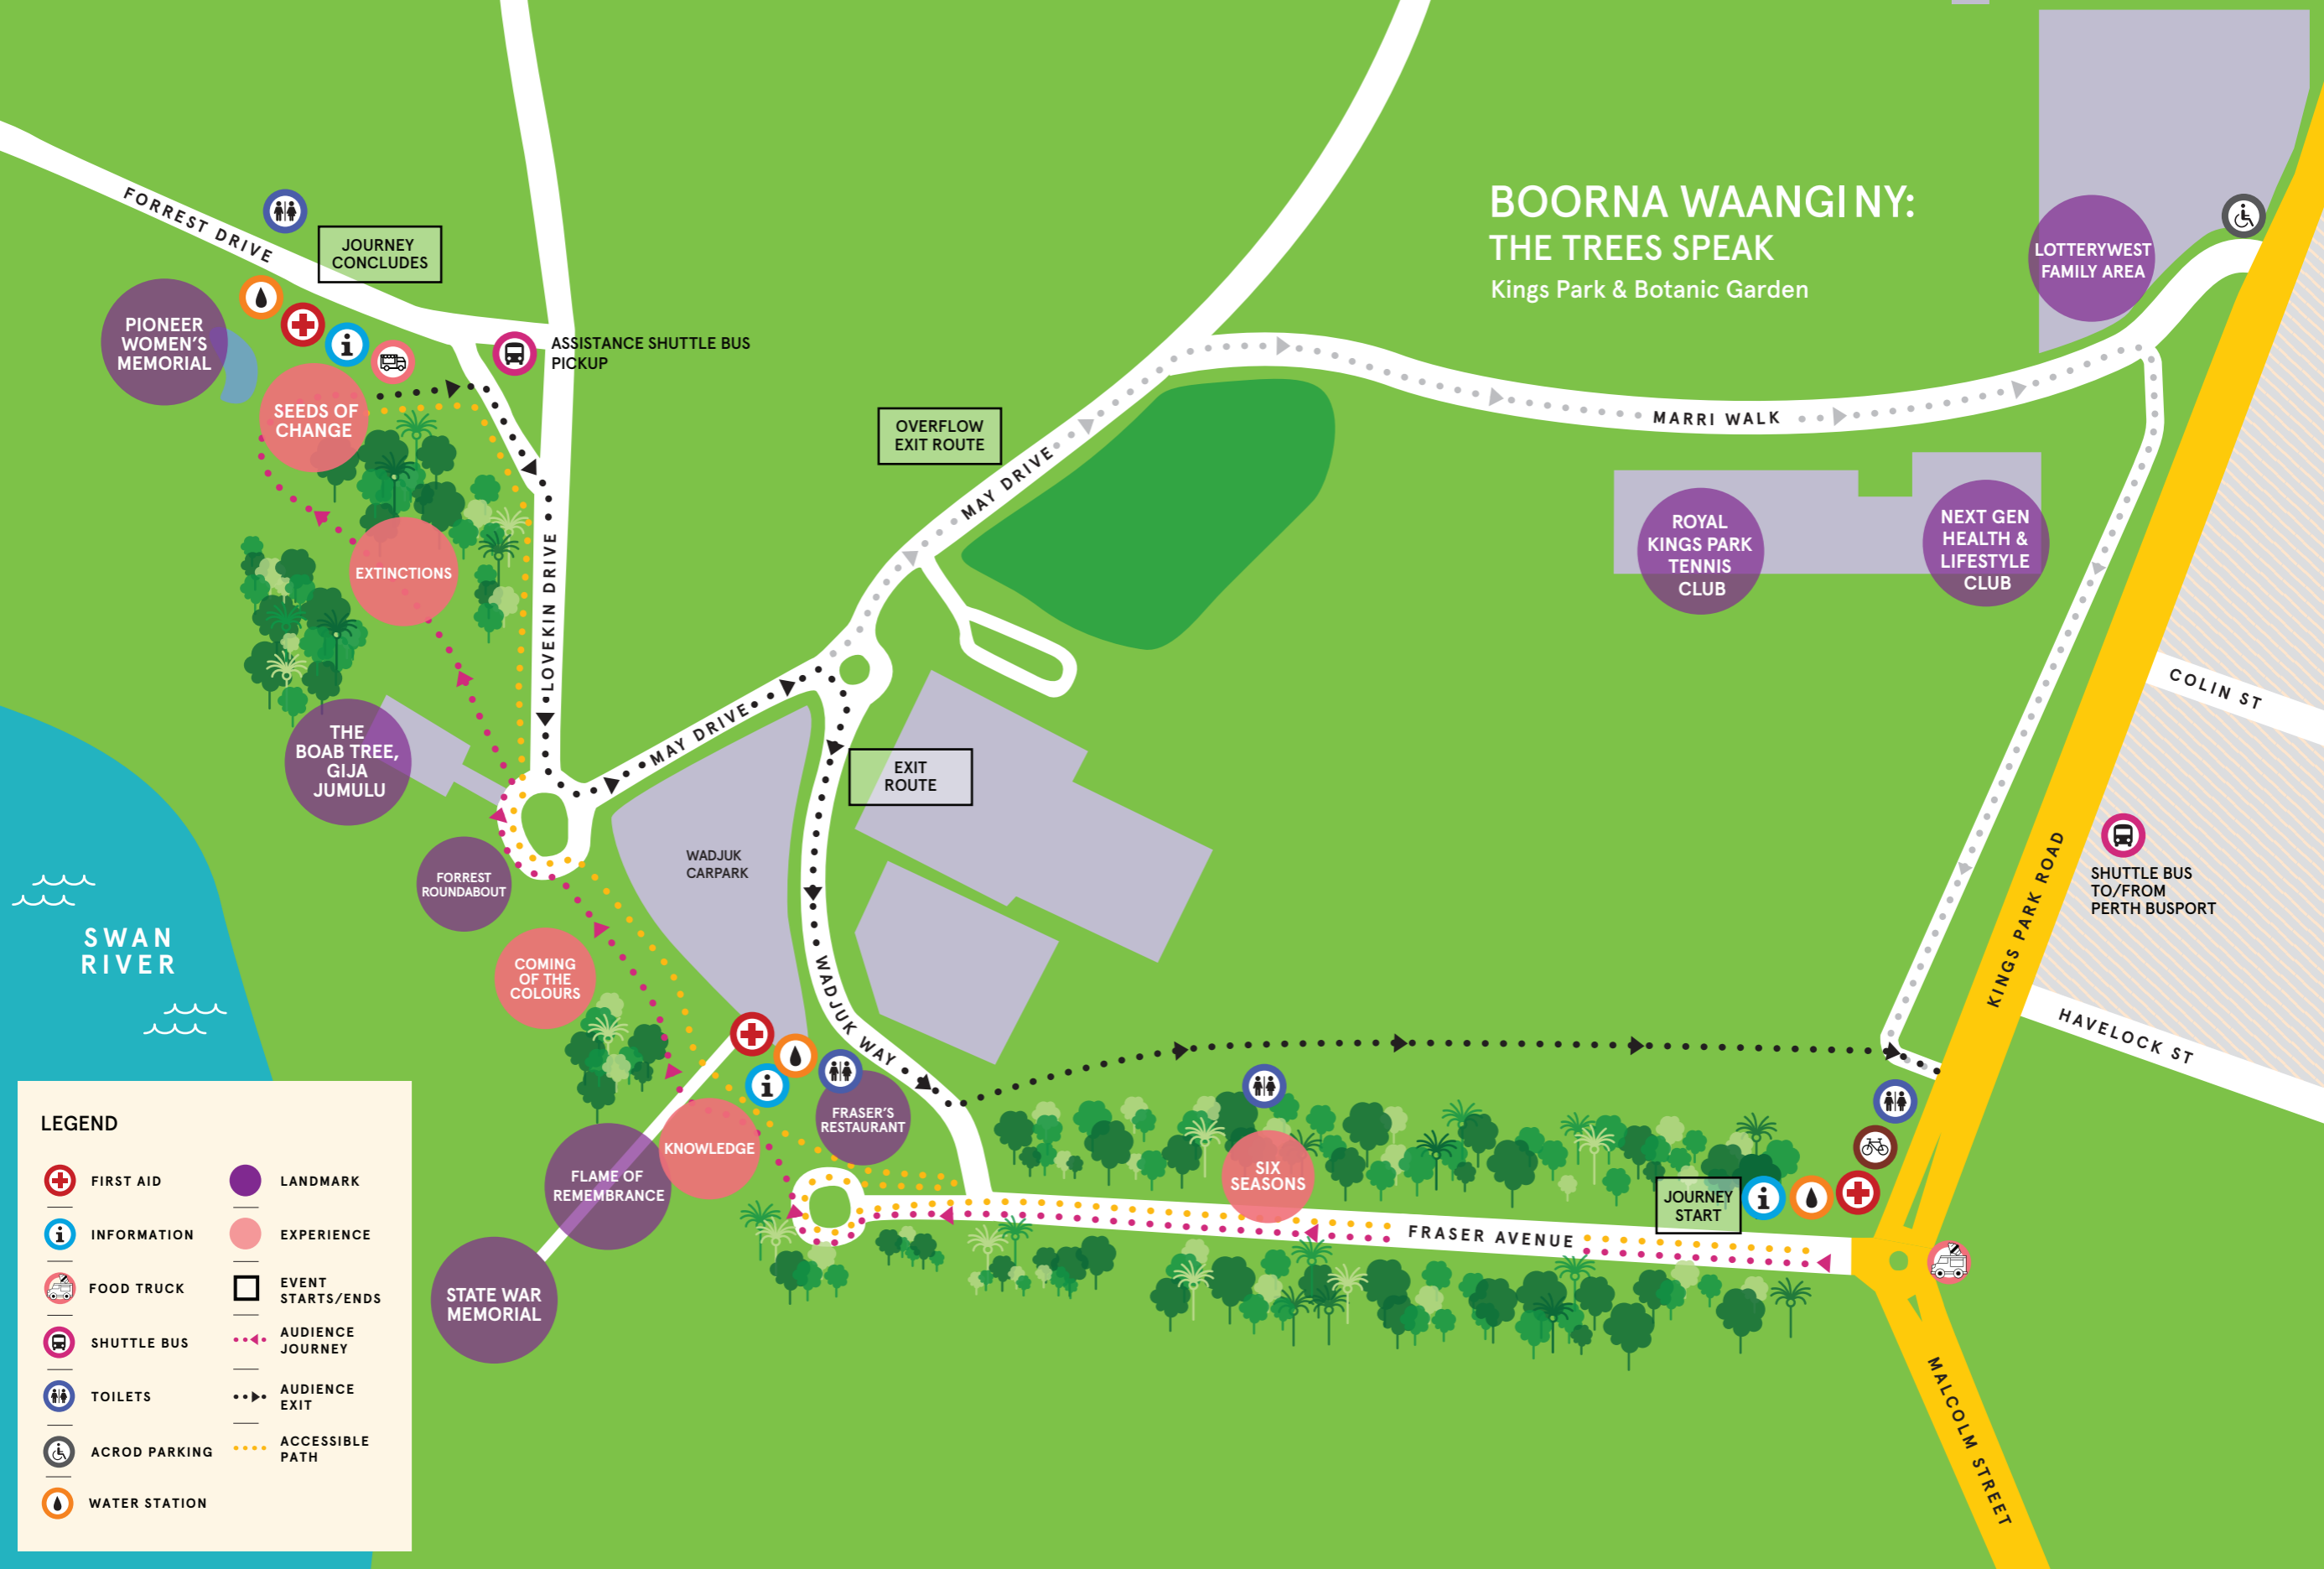 BOORNA WAANGINY:
THE TREES SPEAK
Kings Park & Botanic Garden
FORREST DRIVE
JOURNEY
CONCLUDES
PIONEER
WOMEN'S
MEMORIAL
ASSISTANCE SHUTTLE BUS
PICKUP
SEEDS OF
CHANGE
EXTINCTIONS
LOVEKIN DRIVE
THE
BOAB TREE,
GIJA
JUMULU
FORREST
ROUNDABOUT
COMING
OF THE
COLOURS
OVERFLOW
EXIT ROUTE
MAY DRIVE
MAY DRIVE
EXIT
ROUTE
WADJUK
CARPARK
WADJUK WAY
MARRI WALK
LOTTERYWEST
FAMILY AREA
ROYAL
KINGS PARK
TENNIS
CLUB
NEXT GEN
HEALTH &
LIFESTYLE
CLUB
COLIN ST
KINGS PARK ROAD
SHUTTLE BUS
TO/FROM
PERTH BUSPORT
HAVELOCK ST
FRASER'S
RESTAURANT
KNOWLEDGE
FLAME OF
REMEMBRANCE
STATE WAR
MEMORIAL
SIX
SEASONS
JOURNEY
START
FRASER AVENUE
MALCOLM STREET
SWAN
RIVER
LEGEND
FIRST AID
INFORMATION
FOOD TRUCK
SHUTTLE BUS
TOILETS
ACROD PARKING
WATER STATION
LANDMARK
EXPERIENCE
EVENT
STARTS/ENDS
AUDIENCE
JOURNEY
AUDIENCE
EXIT
ACCESSIBLE
PATH